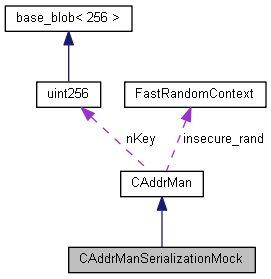 base_blob< 256 >
uint256
FastRandomContext
nKey
insecure_rand
CAddrMan
CAddrManSerializationMock